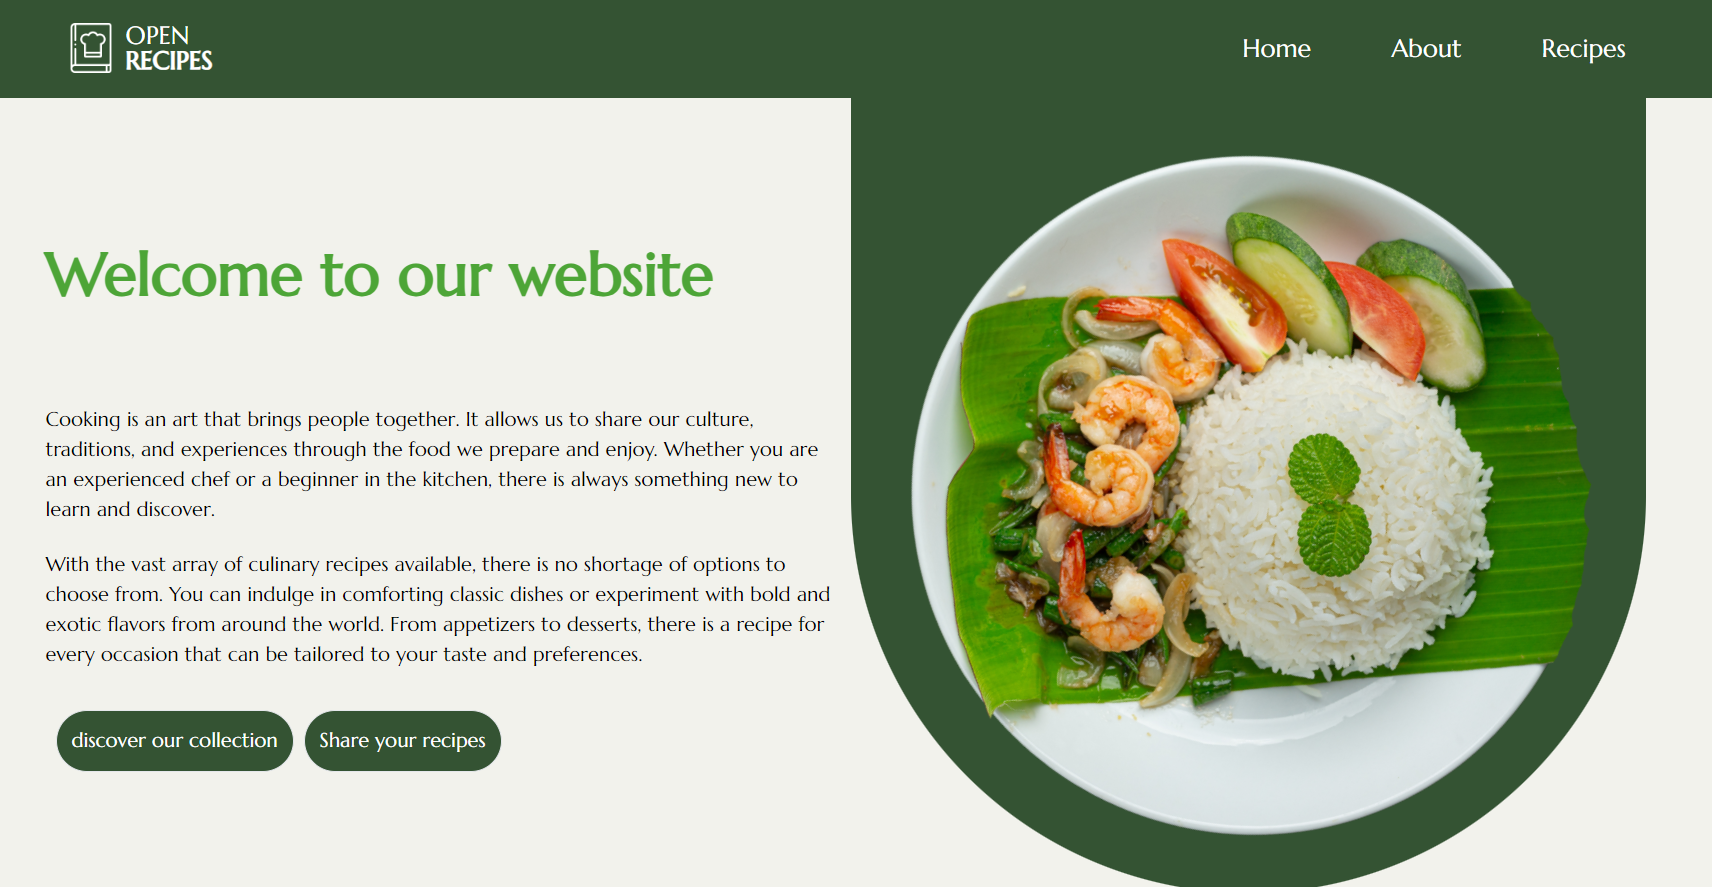 OPEN
RECIPES
Home
About
Recipes
Welcome to our website
Cooking is an art that brings people together. It allows us to share our culture,
traditions, and experiences through the food we prepare and enjoy. Whether you are
an experienced chef or a beginner in the kitchen, there is always something new to
learn and discover.
With the vast array of culinary recipes available, there is no shortage of options to
choose from. You can indulge in comforting classic dishes or experiment with bold and
exotic flavors from around the world. From appetizers to desserts, there is a recipe for
every occasion that can be tailored to your taste and preferences.
discover our collection
Share your recipes